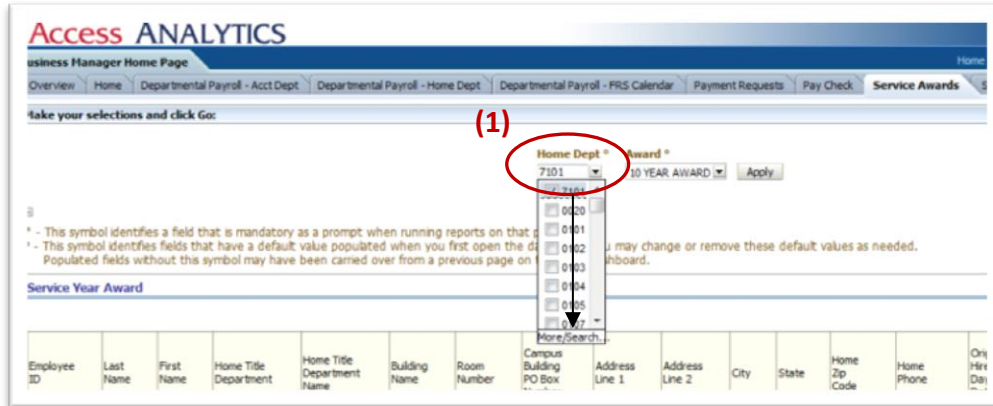 Access ANALYTICS
usiness Manager Home Page
Home
Overview Home Departmental Payroll - Acct Dept Departmental Payroll - Home Dept Departmental Payroll - FRS Calendar Payment Requests Pay Check Service Awards S
Make your selections and click Go:
(1)
Home Dept * Award *
7101 10 YEAR AWARD Apply
7101
0020
0101
0102
0103
0104
0105
0107
More/Search...
* - This symbol identifies a field that is mandatory as a prompt when running reports on that
* - This symbol identifies fields that have a default value populated when you first open the da u may change or remove these default values as needed.
Populated fields without this symbol may have been carried over from a previous page on shboard.
Service Year Award
Employee ID
Last Name
First Name
Home Title Department
Home Title Department Name
Building Name
Room Number
Campus Building PO Box
Address Line 1
Address Line 2
City
State
Home Zip Code
Home Phone
Hire